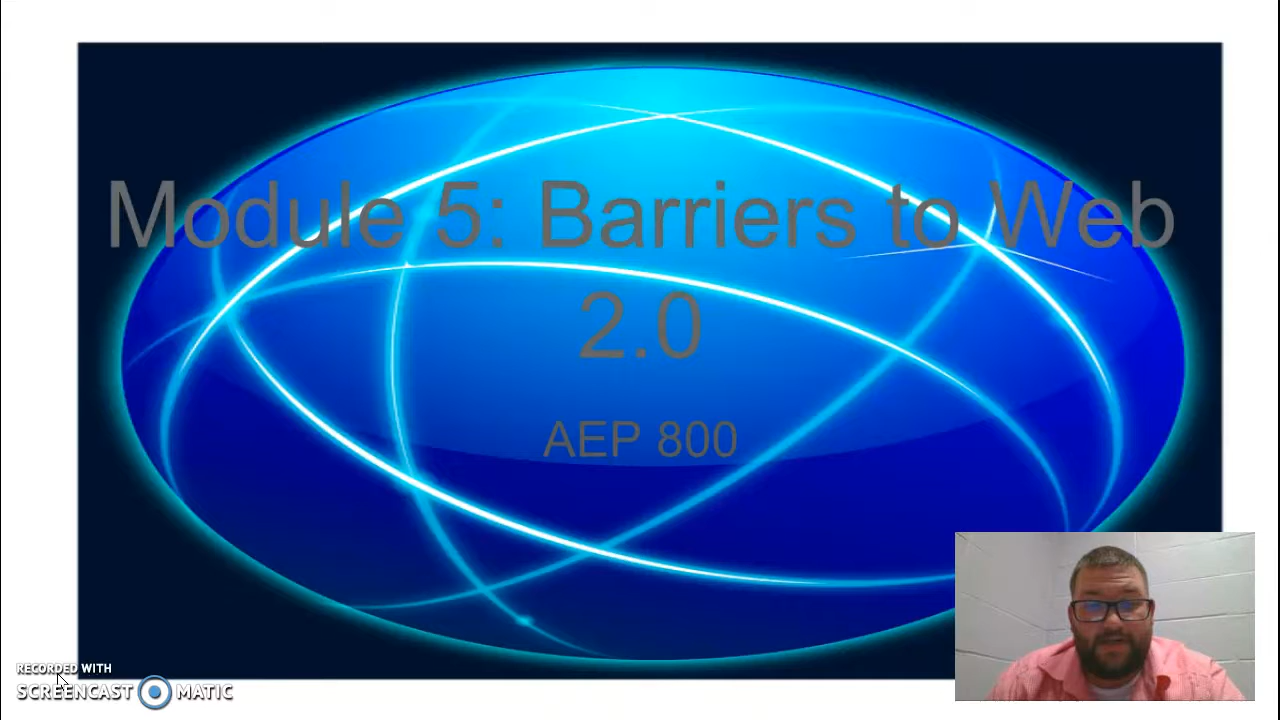 Module 5: Barriers to Web
2.0
AEP 800
RECORDED WITH
SCREENCAST MATIC